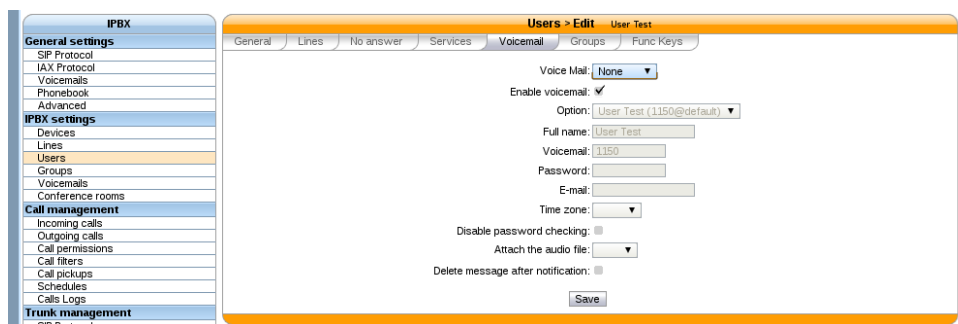 IPBX
General settings
SIP Protocol
IAX Protocol
Voicemails
Phonebook
Advanced
IPBX settings
Devices
Lines
Users
Groups
Voicemails
Conference rooms
Call management
Incoming calls
Outgoing calls
Call permissions
Call filters
Call pickups
Schedules
Calls Logs
Trunk management
Users > Edit User Test
General Lines No answer Services Voicemail Groups Func Keys
Voice Mail: None
Enable voicemail:
Option: User Test (1150@default)
Full name: User Test
Voicemail: 1150
Password:
E-mail:
Time zone:
Disable password checking:
Attach the audio file:
Delete message after notification:
Save